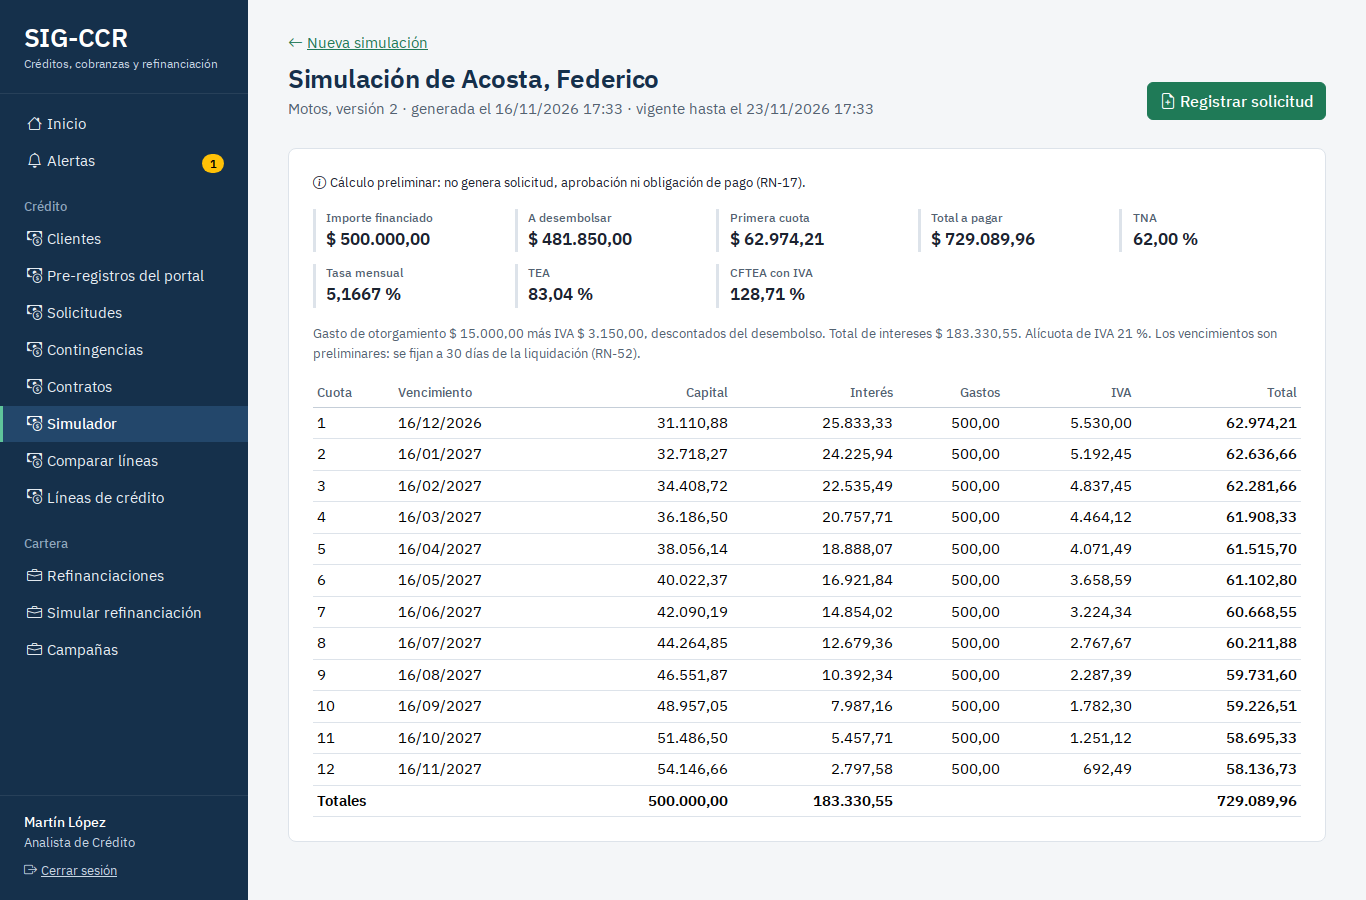 SIG-CCR
Créditos, cobranzas y refinanciación
Inicio
Alertas 1
Crédito
Clientes
Pre-registros del portal
Solicitudes
Contingencias
Contratos
Simulador
Comparar líneas
Líneas de crédito
Cartera
Refinanciaciones
Simular refinanciación
Campañas
Martín López
Analista de Crédito
Cerrar sesión
← Nueva simulación
Simulación de Acosta, Federico
Motos, versión 2 · generada el 16/11/2026 17:33 · vigente hasta el 23/11/2026 17:33
Registrar solicitud
Cálculo preliminar: no genera solicitud, aprobación ni obligación de pago (RN-17).
Importe financiado A desembolsar Primera cuota Total a pagar TNA
$ 500.000,00 $ 481.850,00 $ 62.974,21 $ 729.089,96 62,00 %
Tasa mensual TEA CFTEA con IVA
5,1667 % 83,04 % 128,71 %
Gasto de otorgamiento $ 15.000,00 más IVA $ 3.150,00, descontados del desembolso. Total de intereses $ 183.330,55. Alícuota de IVA 21 %. Los vencimientos son
preliminares: se fijan a 30 días de la liquidación (RN-52).
Cuota Vencimiento Capital Interés Gastos IVA Total
1 16/12/2026 31.110,88 25.833,33 500,00 5.530,00 62.974,21
2 16/01/2027 32.718,27 24.225,94 500,00 5.192,45 62.636,66
3 16/02/2027 34.408,72 22.535,49 500,00 4.837,45 62.281,66
4 16/03/2027 36.186,50 20.757,71 500,00 4.464,12 61.908,33
5 16/04/2027 38.056,14 18.888,07 500,00 4.071,49 61.515,70
6 16/05/2027 40.022,37 16.921,84 500,00 3.658,59 61.102,80
7 16/06/2027 42.090,19 14.854,02 500,00 3.224,34 60.668,55
8 16/07/2027 44.264,85 12.679,36 500,00 2.767,67 60.211,88
9 16/08/2027 46.551,87 10.392,34 500,00 2.287,39 59.731,60
10 16/09/2027 48.957,05 7.987,16 500,00 1.782,30 59.226,51
11 16/10/2027 51.486,50 5.457,71 500,00 1.251,12 58.695,33
12 16/11/2027 54.146,66 2.797,58 500,00 692,49 58.136,73
Totales 500.000,00 183.330,55 729.089,96